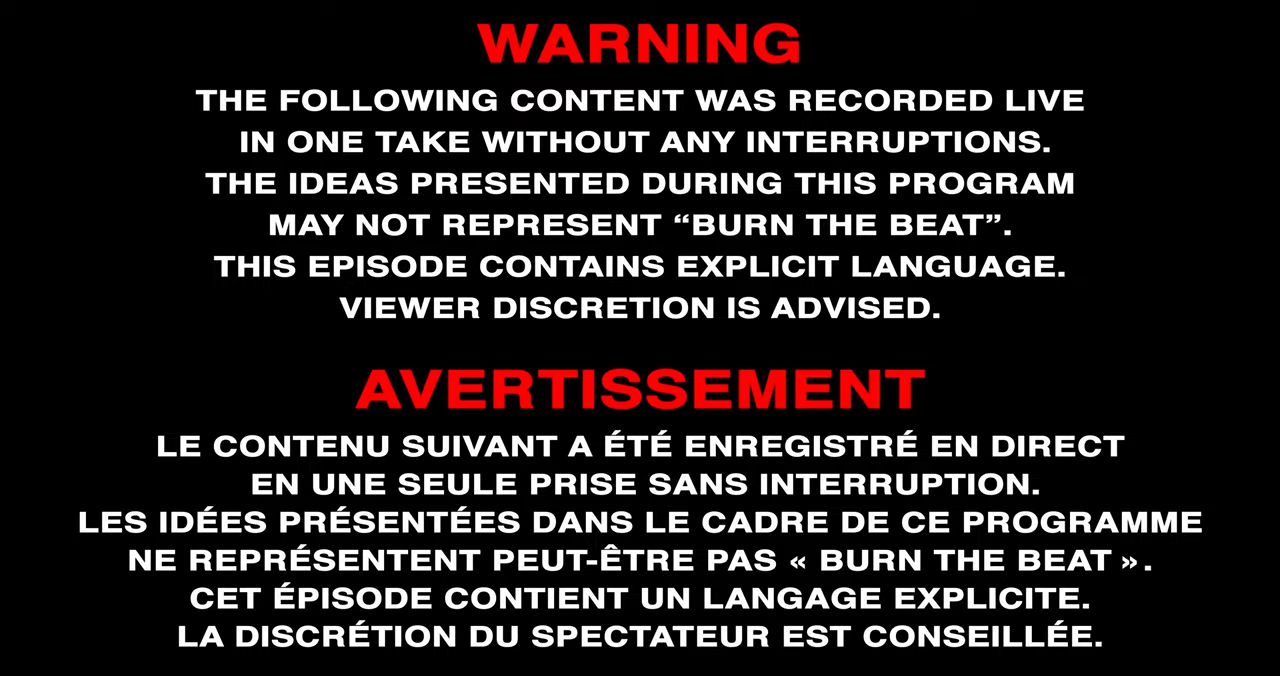 WARNING
THE FOLLOWING CONTENT WAS RECORDED LIVE
IN ONE TAKE WITHOUT ANY INTERRUPTIONS.
THE IDEAS PRESENTED DURING THIS PROGRAM
MAY NOT REPRESENT “BURN THE BEAT”.
THIS EPISODE CONTAINS EXPLICIT LANGUAGE.
VIEWER DISCRETION IS ADVISED.
AVERTISSEMENT
LE CONTENU SUIVANT A ÉTÉ ENREGISTRÉ EN DIRECT
EN UNE SEULE PRISE SANS INTERRUPTION.
LES IDÉES PRÉSENTÉES DANS LE CADRE DE CE PROGRAMME
NE REPRÉSENTENT PEUT-ÊTRE PAS « BURN THE BEAT ».
CET ÉPISODE CONTIENT UN LANGAGE EXPLICITE.
LA DISCRÉTION DU SPECTATEUR EST CONSEILLÉE.